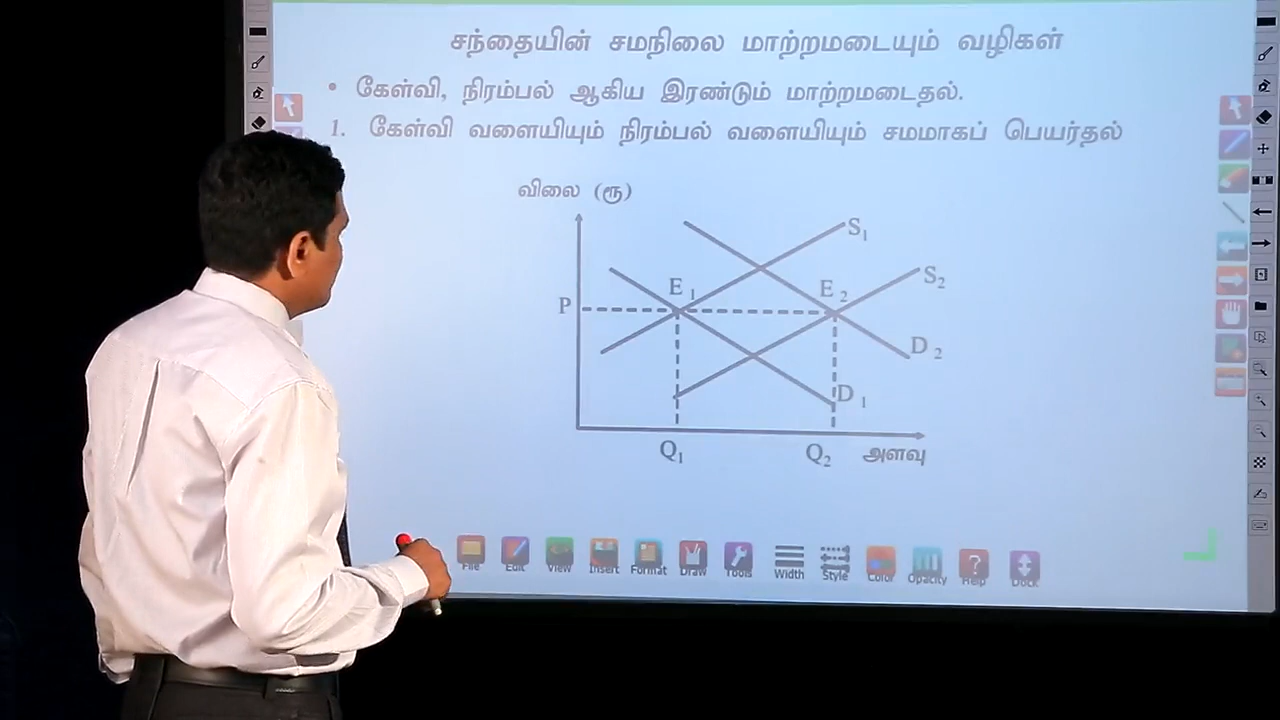 சந்தையின் சமநிலை மாற்றமடையும் வழிகள்
• கேள்வி, நிரம்பல் ஆகிய இரண்டும் மாற்றமடைதல்.
1. கேள்வி வளையியும் நிரம்பல் வளையியும் சமமாகப் பெயர்தல்
விலை (ரூ)
S1
E1 E2 S2
P
D2
D1
Q1 Q2 அளவு
File Edit View Insert Format Draw Tools Width Style Color Opacity Help Dock